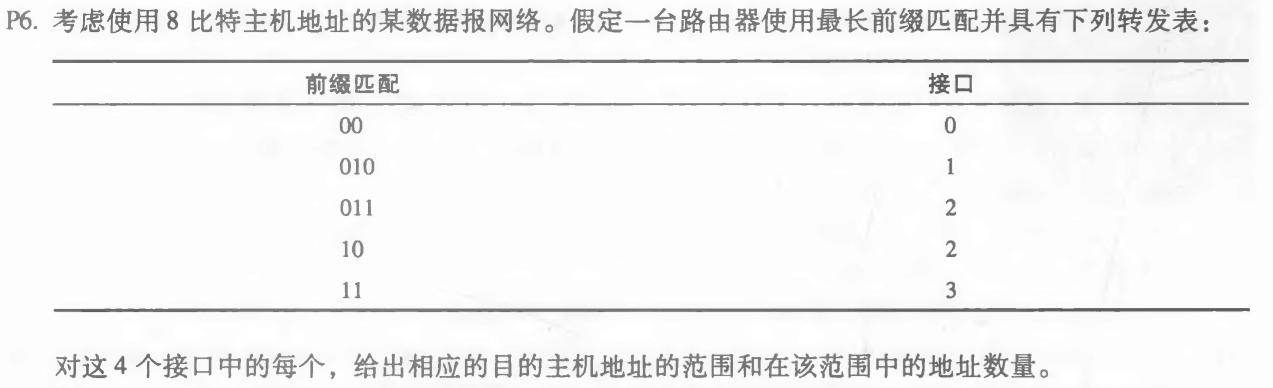 P6. 考虑使用 8 比特主机地址的某数据报网络。假定一台路由器使用最长前缀匹配并具有下列转发表：
前缀匹配 接口
00 0
010 1
011 2
10 2
11 3
对这 4 个接口中的每个，给出相应的目的主机地址的范围和在该范围中的地址数量。